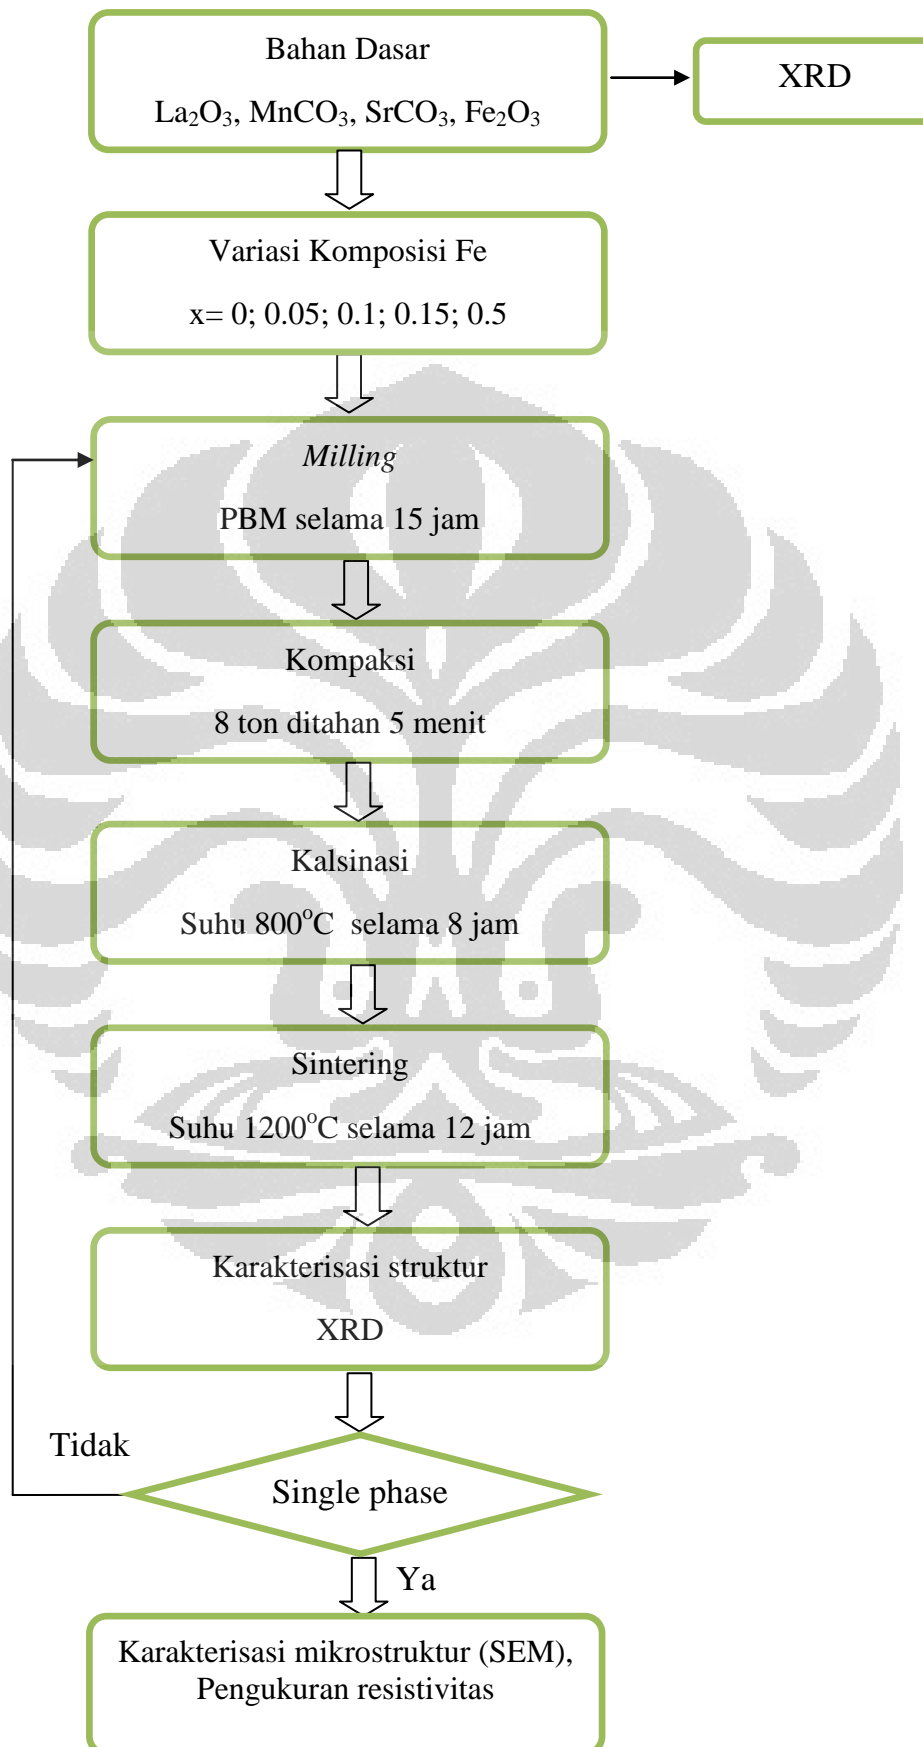 Bahan Dasar
La₂O₃, MnCO₃, SrCO₃, Fe₂O₃
XRD
Variasi Komposisi Fe
x= 0; 0.05; 0.1; 0.15; 0.5
Milling
PBM selama 15 jam
Kompaksi
8 ton ditahan 5 menit
Kalsinasi
Suhu 800°C selama 8 jam
Sintering
Suhu 1200°C selama 12 jam
Karakterisasi struktur
XRD
Tidak
Single phase
Ya
Karakterisasi mikrostruktur (SEM),
Pengukuran resistivitas